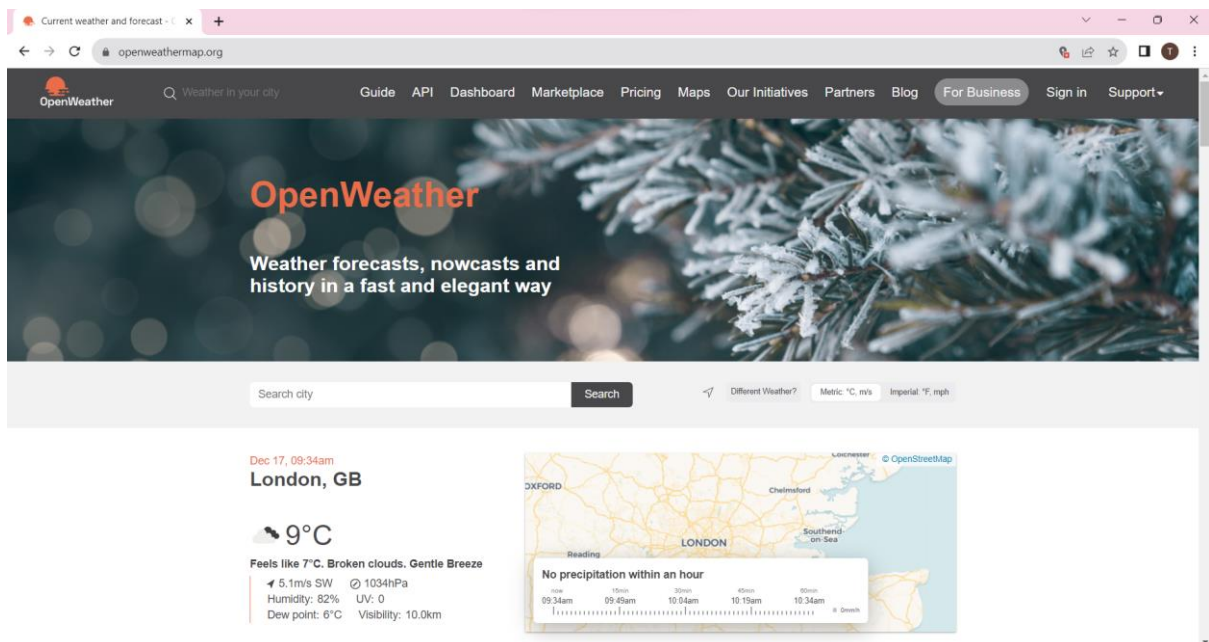 Current weather and forecast - O
openweathermap.org
T
OpenWeather
Weather in your city
Guide API Dashboard Marketplace Pricing Maps Our Initiatives Partners Blog For Business Sign in Support
OpenWeather
Weather forecasts, nowcasts and
history in a fast and elegant way
Search city Search Different Weather? Metric: °C, m/s Imperial: °F, mph
Dec 17, 09:34am
London, GB
9°C
Feels like 7°C. Broken clouds. Gentle Breeze
5.1m/s SW 1034hPa
Humidity: 82% UV: 0
Dew point: 6°C Visibility: 10.0km
Colchester © OpenStreetMap
OXFORD
Chelmsford
Southend-
on-Sea
LONDON
Reading
No precipitation within an hour
now 15min 30min 45min 60min
09:34am 09:49am 10:04am 10:19am 10:34am
0 0mm/h